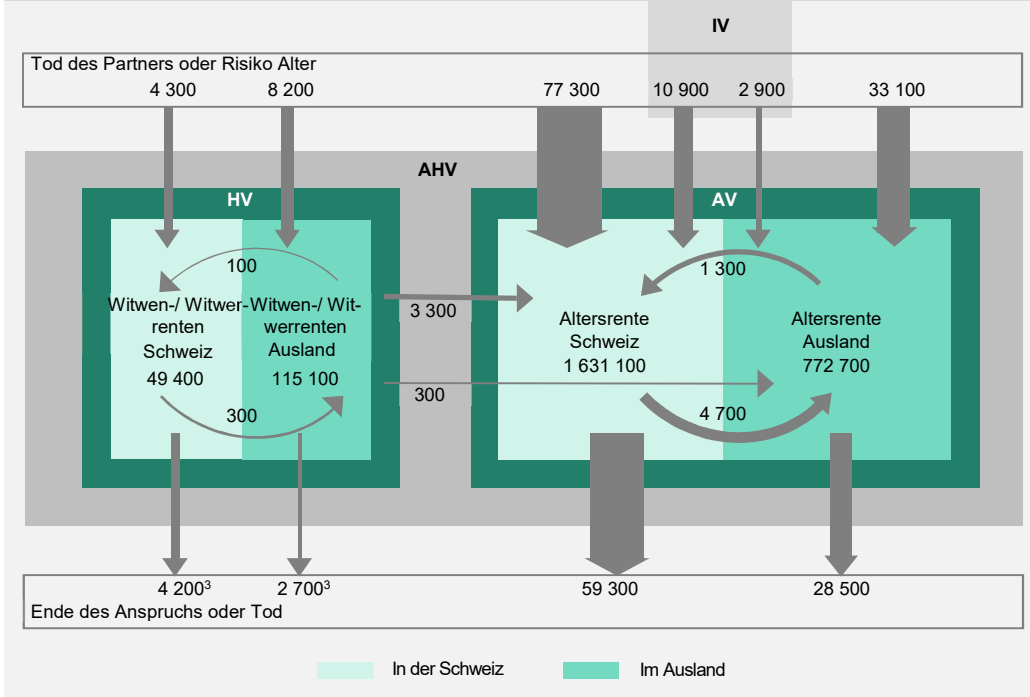 IV
Tod des Partners oder Risiko Alter
4 300 8 200 77 300 10 900 2 900 33 100
AHV
HV AV
100 1 300
Witwen-/ Witwer-
renten
Schweiz
49 400
Witwen-/ Wit-
werrenten
Ausland
115 100
3 300
300
Altersrente
Schweiz
1 631 100
Altersrente
Ausland
772 700
300 4 700
4 200³ 2 700³ 59 300 28 500
Ende des Anspruchs oder Tod
In der Schweiz Im Ausland